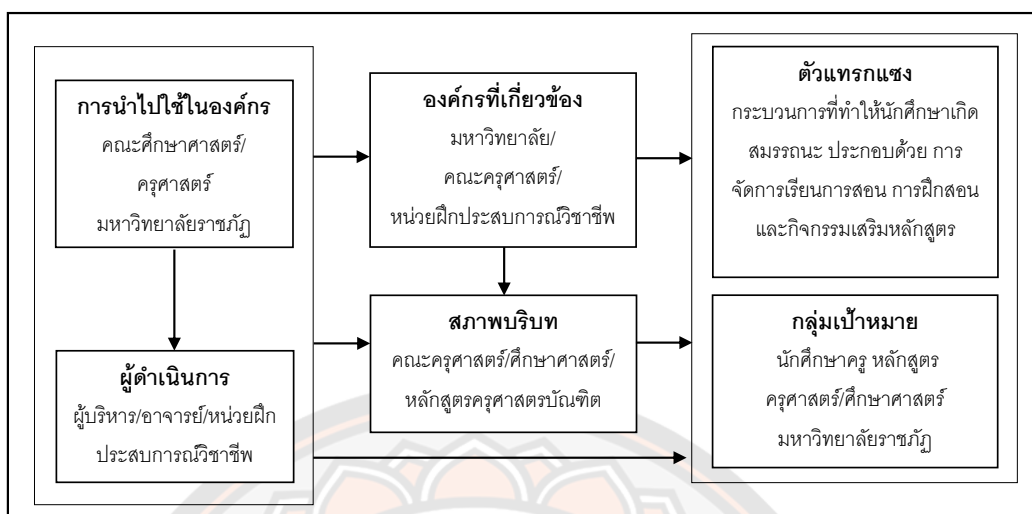 การนำไปใช้ในองค์กร
คณะศึกษาศาสตร์/
ครุศาสตร์
มหาวิทยาลัยราชภัฏ
ผู้ดำเนินการ
ผู้บริหาร/อาจารย์/หน่วยฝึก
ประสบการณ์วิชาชีพ
องค์กรที่เกี่ยวข้อง
มหาวิทยาลัย/
คณะครุศาสตร์/
หน่วยฝึกประสบการณ์วิชาชีพ
สภาพบริบท
คณะครุศาสตร์/ศึกษาศาสตร์/
หลักสูตรครุศาสตรบัณฑิต
ตัวแทรกแซง
กระบวนการที่ทำให้นักศึกษาเกิด
สมรรถนะ ประกอบด้วย การ
จัดการเรียนการสอน การฝึกสอน
และกิจกรรมเสริมหลักสูตร
กลุ่มเป้าหมาย
นักศึกษาครู หลักสูตร
ครุศาสตร์/ศึกษาศาสตร์
มหาวิทยาลัยราชภัฏ